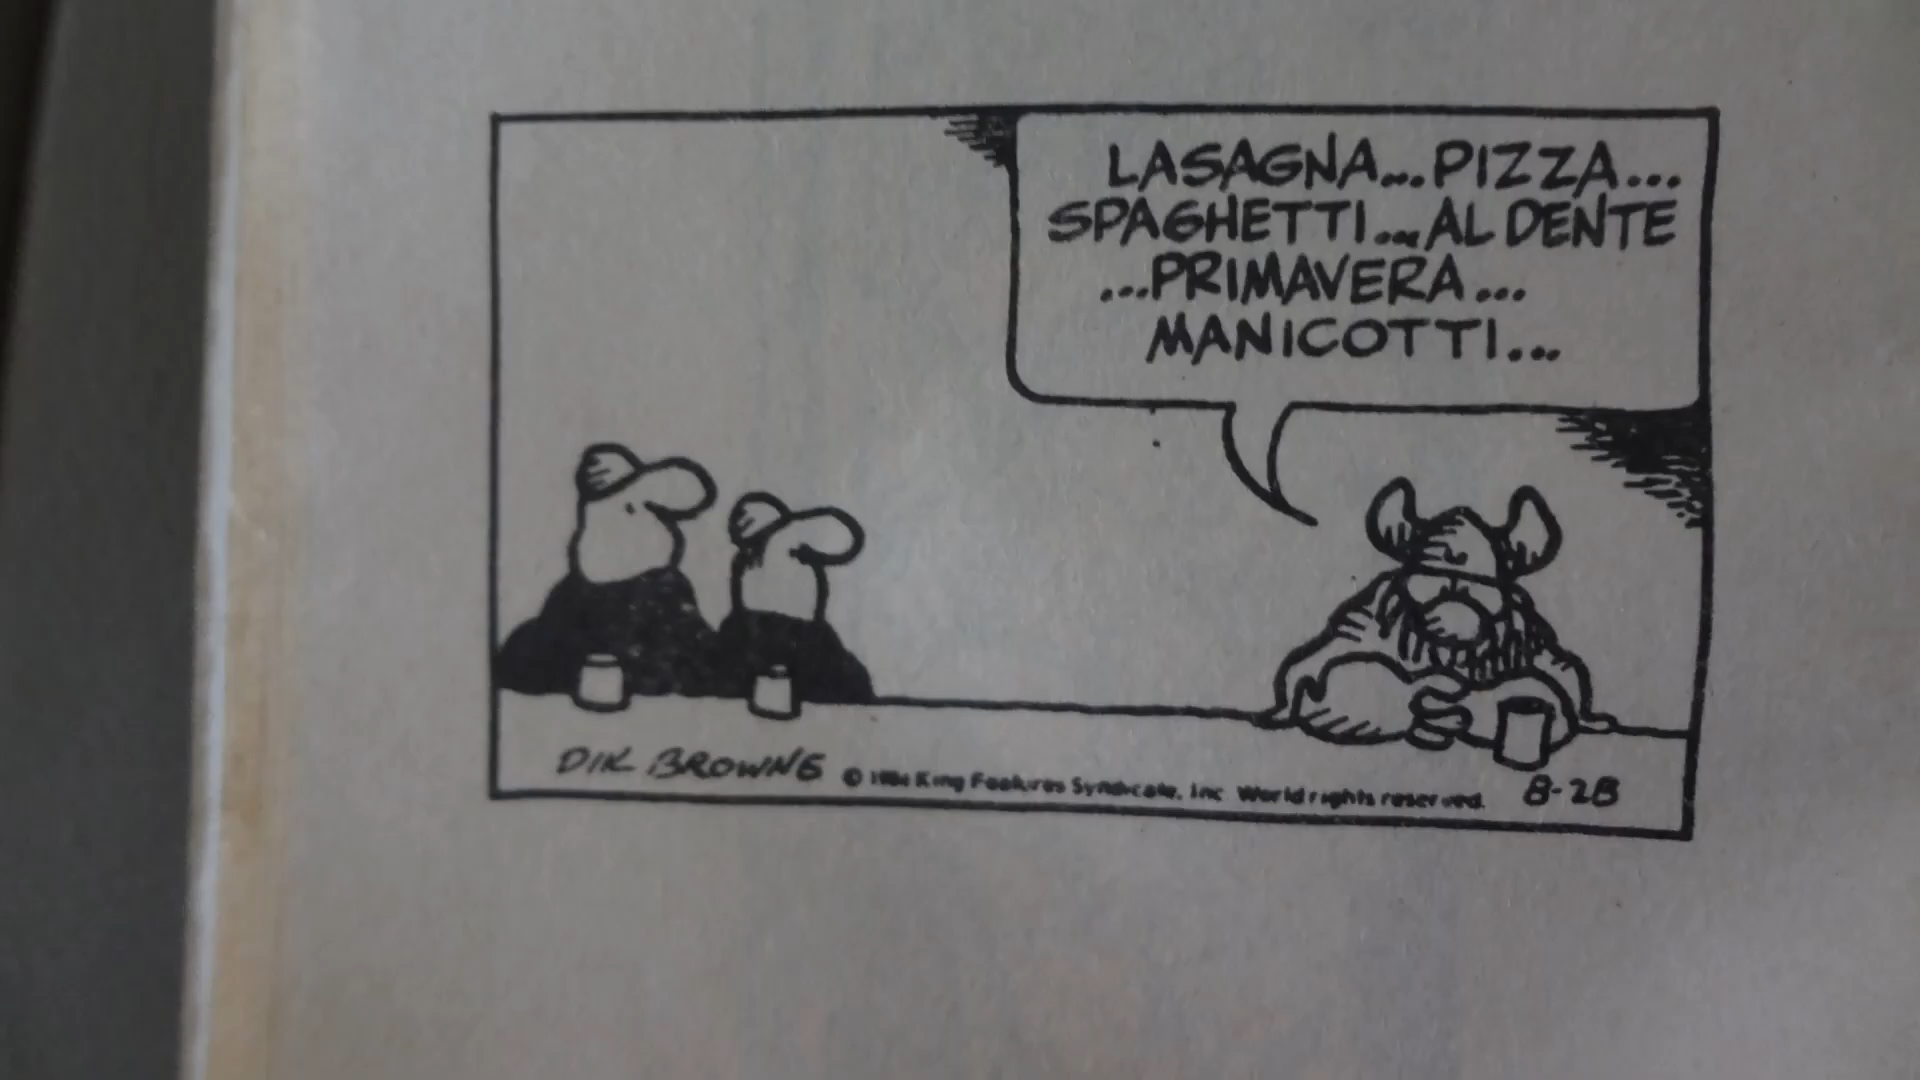 LASAGNA...PIZZA...
SPAGHETTI...AL DENTE
...PRIMAVERA...
MANICOTTI...
DIK BROWNE © King Features Syndicate, Inc World rights reserved. 8-28